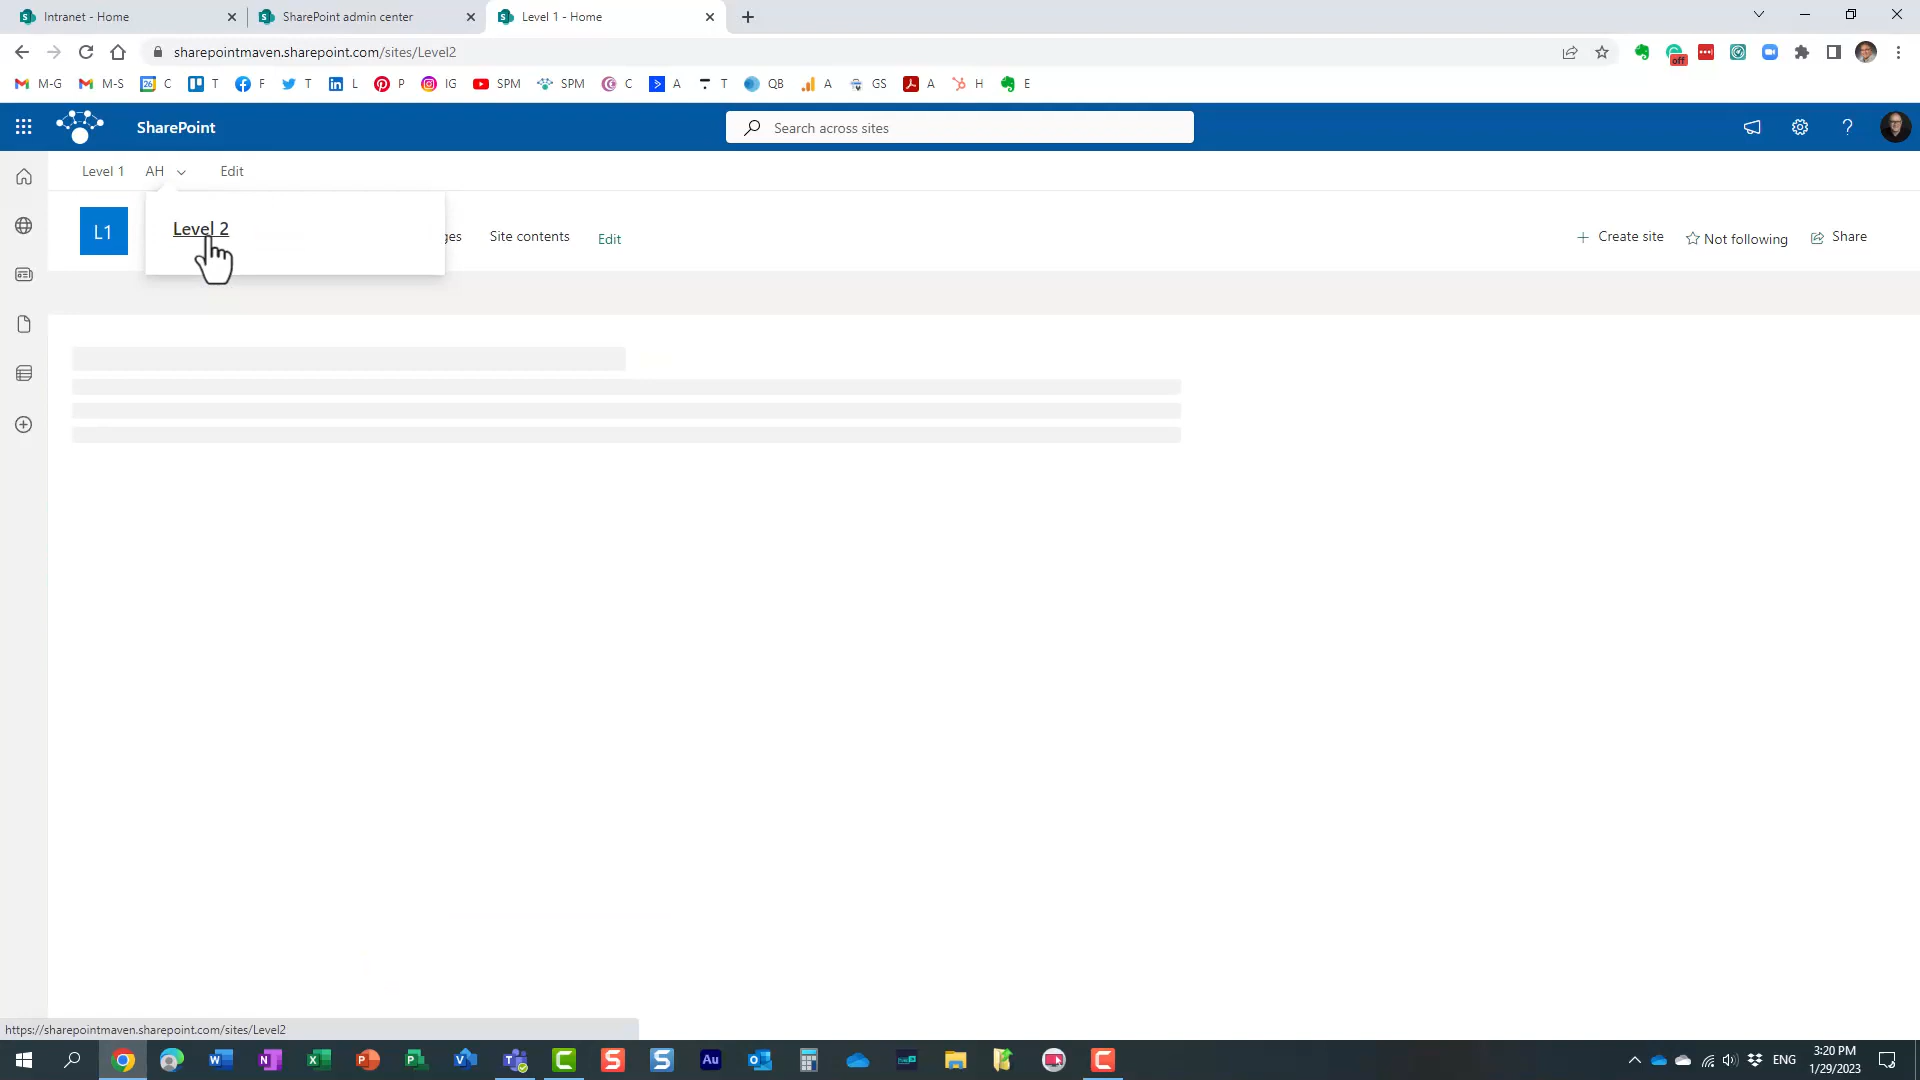 Intranet - Home
SharePoint admin center
Level 1 - Home
sharepointmaven.sharepoint.com/sites/Level2
M-G M-S C T F T L P IG SPM SPM C A T QB A GS A H E
off
SharePoint
Search across sites
Level 1 AH Edit
L1
Level 2
ges Site contents Edit
Create site Not following Share
https://sharepointmaven.sharepoint.com/sites/Level2
ENG
3:20 PM
1/29/2023